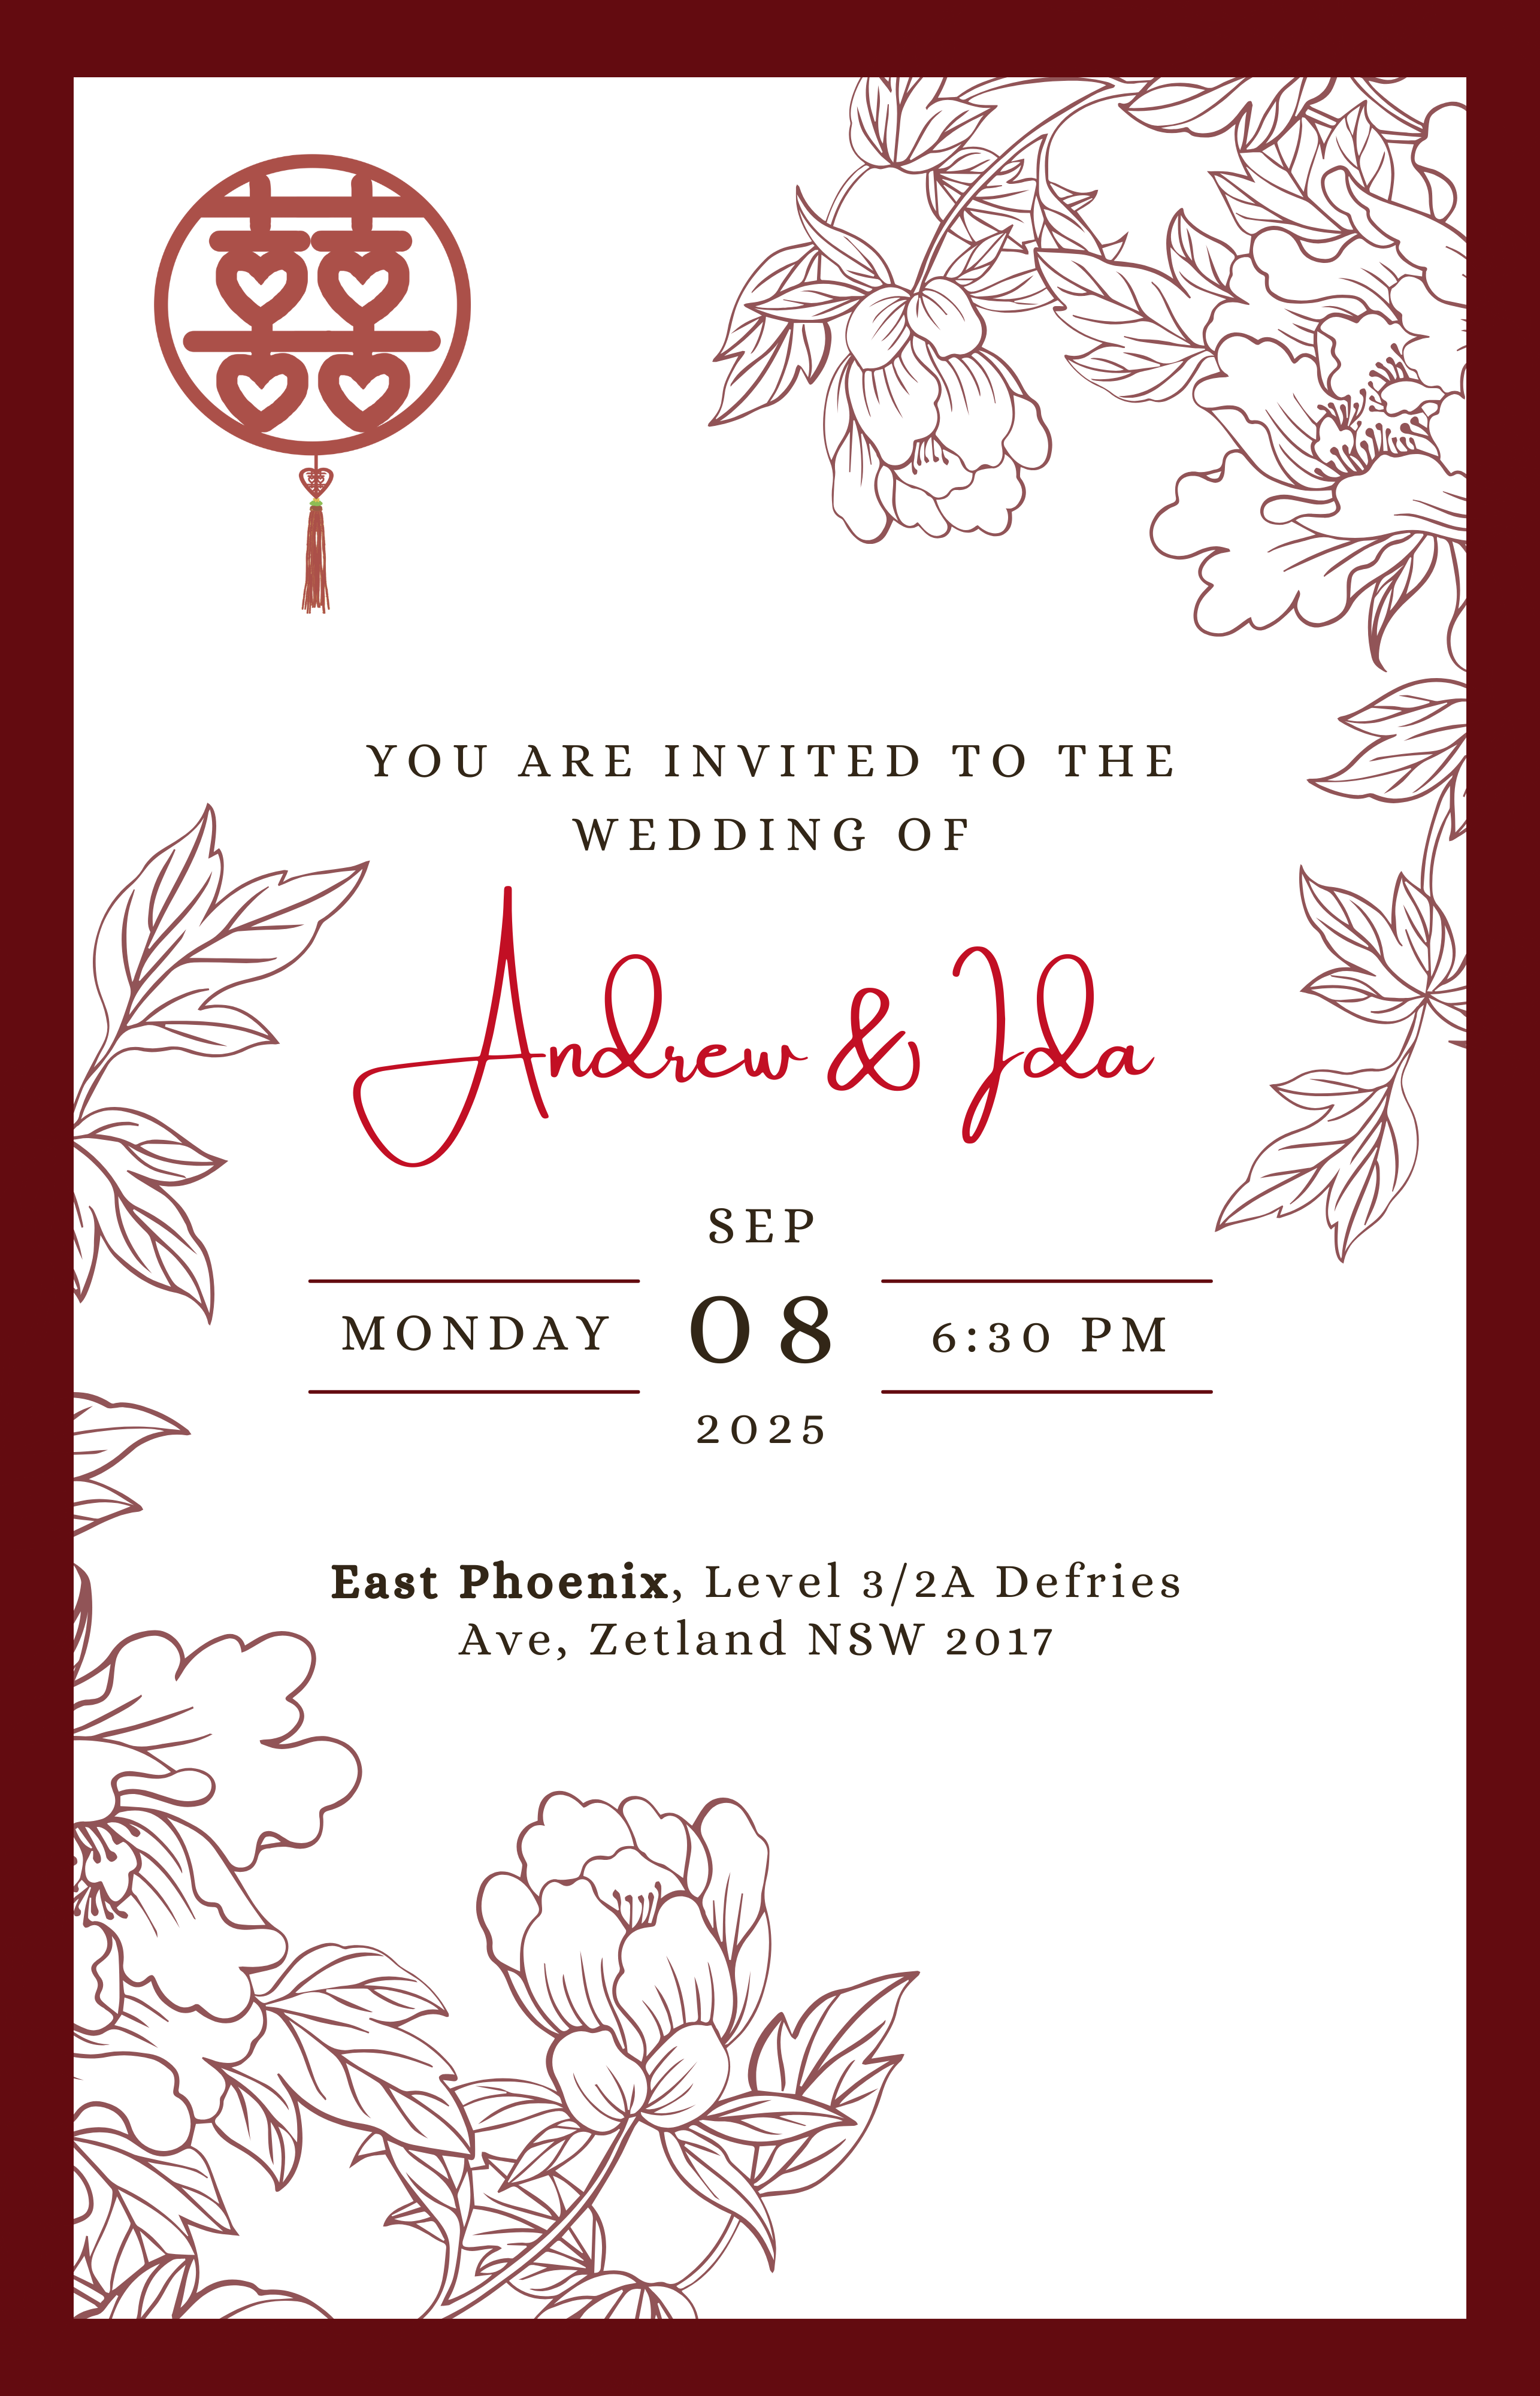 囍
YOU ARE INVITED TO THE
WEDDING OF
Andrew & Ida
SEP
MONDAY 08 6:30 PM
2025
East Phoenix, Level 3/2A Defries
Ave, Zetland NSW 2017